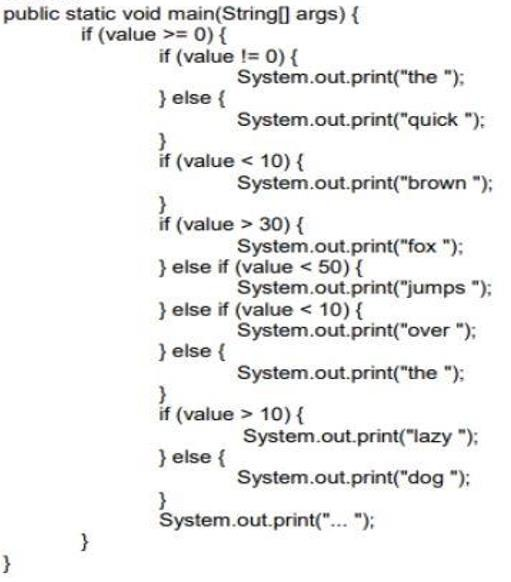 public static void main(String[] args) {
if (value >= 0) {
if (value != 0) {
System.out.print("the ");
} else {
System.out.print("quick ");
}
if (value < 10) {
System.out.print("brown ");
}
if (value > 30) {
System.out.print("fox ");
} else if (value < 50) {
System.out.print("jumps ");
} else if (value < 10) {
System.out.print("over ");
} else {
System.out.print("the ");
}
if (value > 10) {
System.out.print("lazy ");
} else {
System.out.print("dog ");
}
System.out.print("... ");
}
}